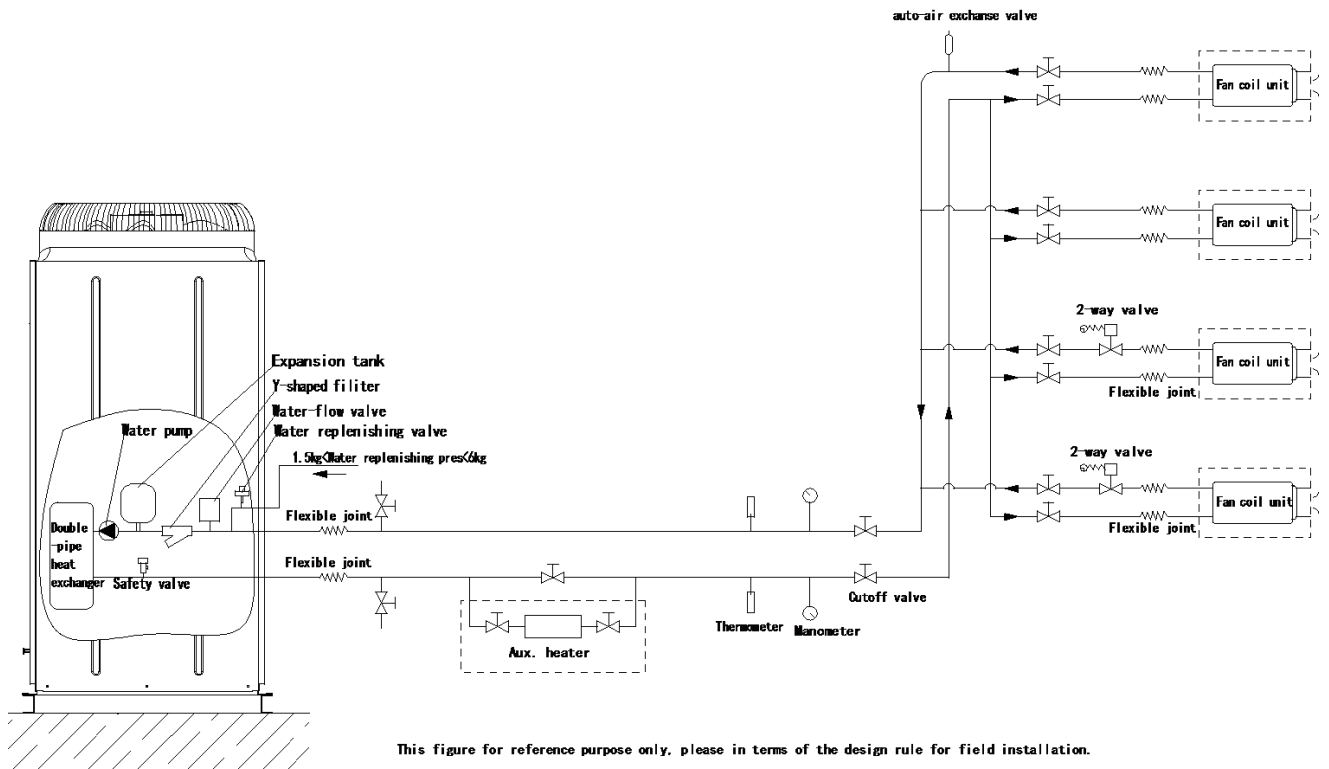 auto-air exchanse valve
Fan coil unit
Fan coil unit
2-way valve
Fan coil unit
Flexible joint
2-way valve
Fan coil unit
Flexible joint
Expansion tank
Y-shaped filiter
Water-flow valve
Water replenishing valve
Water pump
1.5kg<Water replenishing pres<6kg
Flexible joint
Double
-pipe
heat
exchanger
Safety valve
Flexible joint
Cutoff valve
Thermometer
Manometer
Aux. heater
This figure for reference purpose only, please in terms of the design rule for field installation.